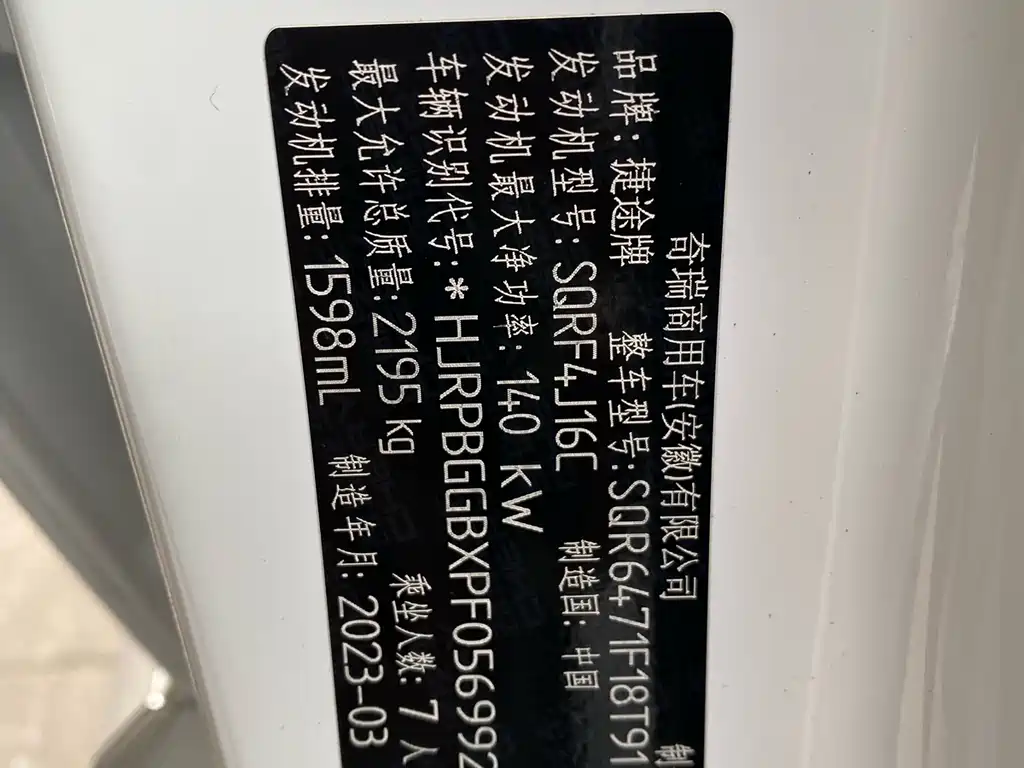 奇瑞商用车(安徽)有限公司 制
品牌:捷途牌 整车型号:SQR6471F18T91
发动机型号:SQRF4J16C 制造国:中国
发动机最大净功率:140 kW
车辆识别代号:*HJRPBGGBXPF056992
最大允许总质量:2195kg 乘坐人数:7人
发动机排量:1598mL 制造年月:2023-03